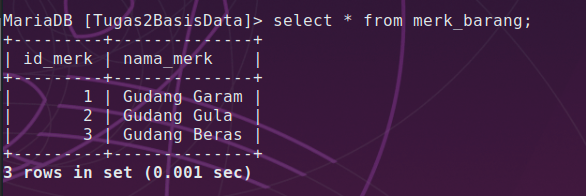 MariaDB [Tugas2BasisData]> select * from merk_barang;
+---------+--------------+
| id_merk | nama_merk    |
+---------+--------------+
|       1 | Gudang Garam |
|       2 | Gudang Gula  |
|       3 | Gudang Beras |
+---------+--------------+
3 rows in set (0.001 sec)